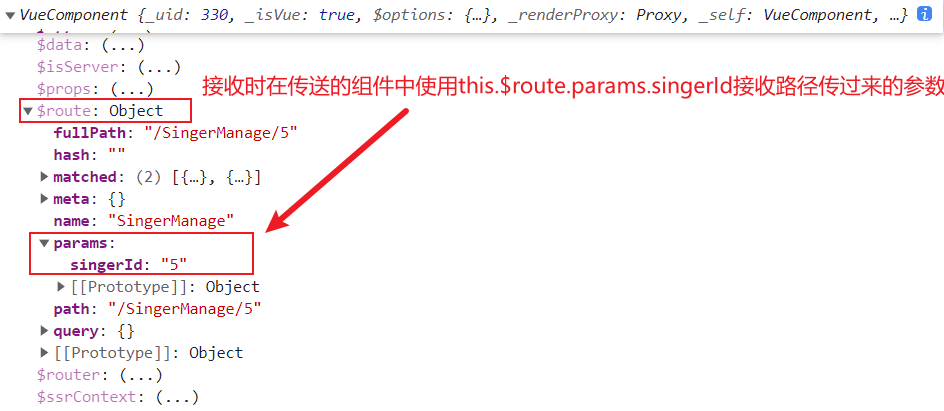 VueComponent {_uid: 330, _isVue: true, $options: {…}, _renderProxy: Proxy, _self: VueComponent, …} i
$data: (...)
$isServer: (...)
$props: (...)
接收时在传送的组件中使用this.$route.params.singerId接收路径传过来的参数
$route: Object
fullPath: "/SingerManage/5"
hash: ""
matched: (2) [{…}, {…}]
meta: {}
name: "SingerManage"
params:
singerId: "5"
[[Prototype]]: Object
path: "/SingerManage/5"
query: {}
[[Prototype]]: Object
$router: (...)
$ssrContext: (...)